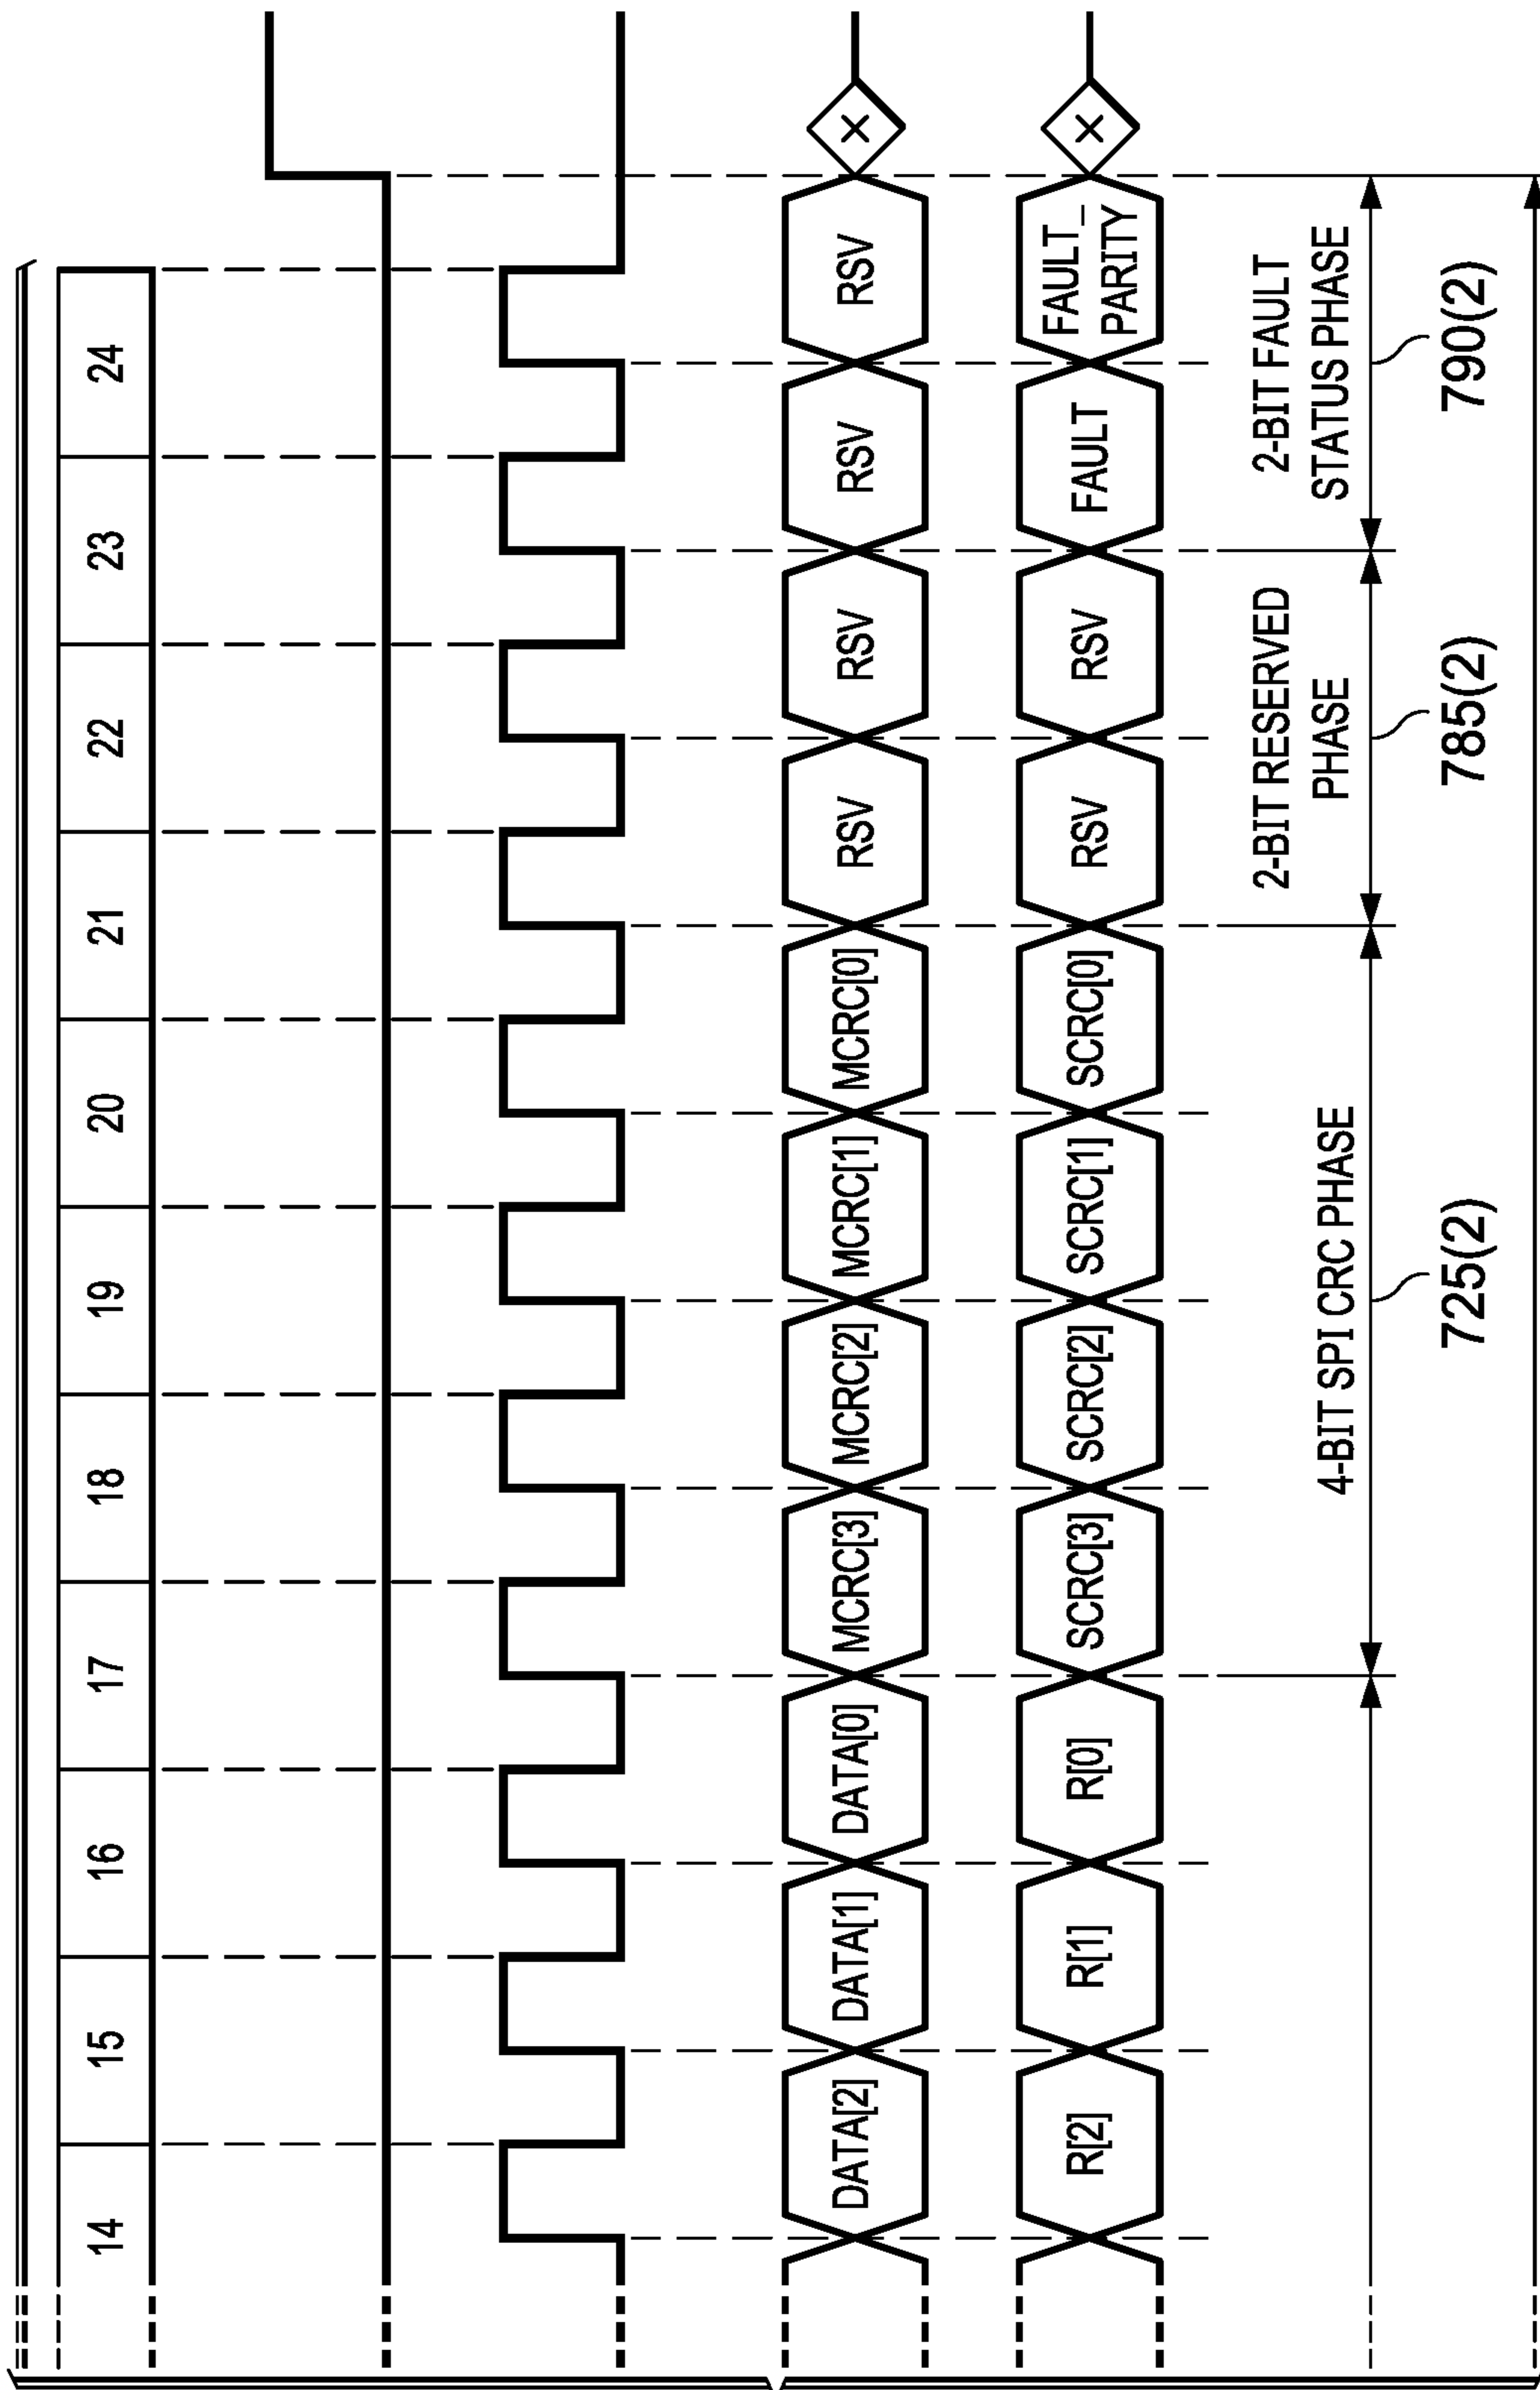 14 15 16 17 18 19 20 21 22 23 24
DATA[2] DATA[1] DATA[0] MCRC[3] MCRC[2] MCRC[1] MCRC[0] RSV RSV RSV RSV
×
R[2] R[1] R[0] SCRC[3] SCRC[2] SCRC[1] SCRC[0] RSV RSV FAULT FAULT_
PARITY
×
4-BIT SPI CRC PHASE
2-BIT RESERVED
PHASE
2-BIT FAULT
STATUS PHASE
725(2) 785(2) 790(2)